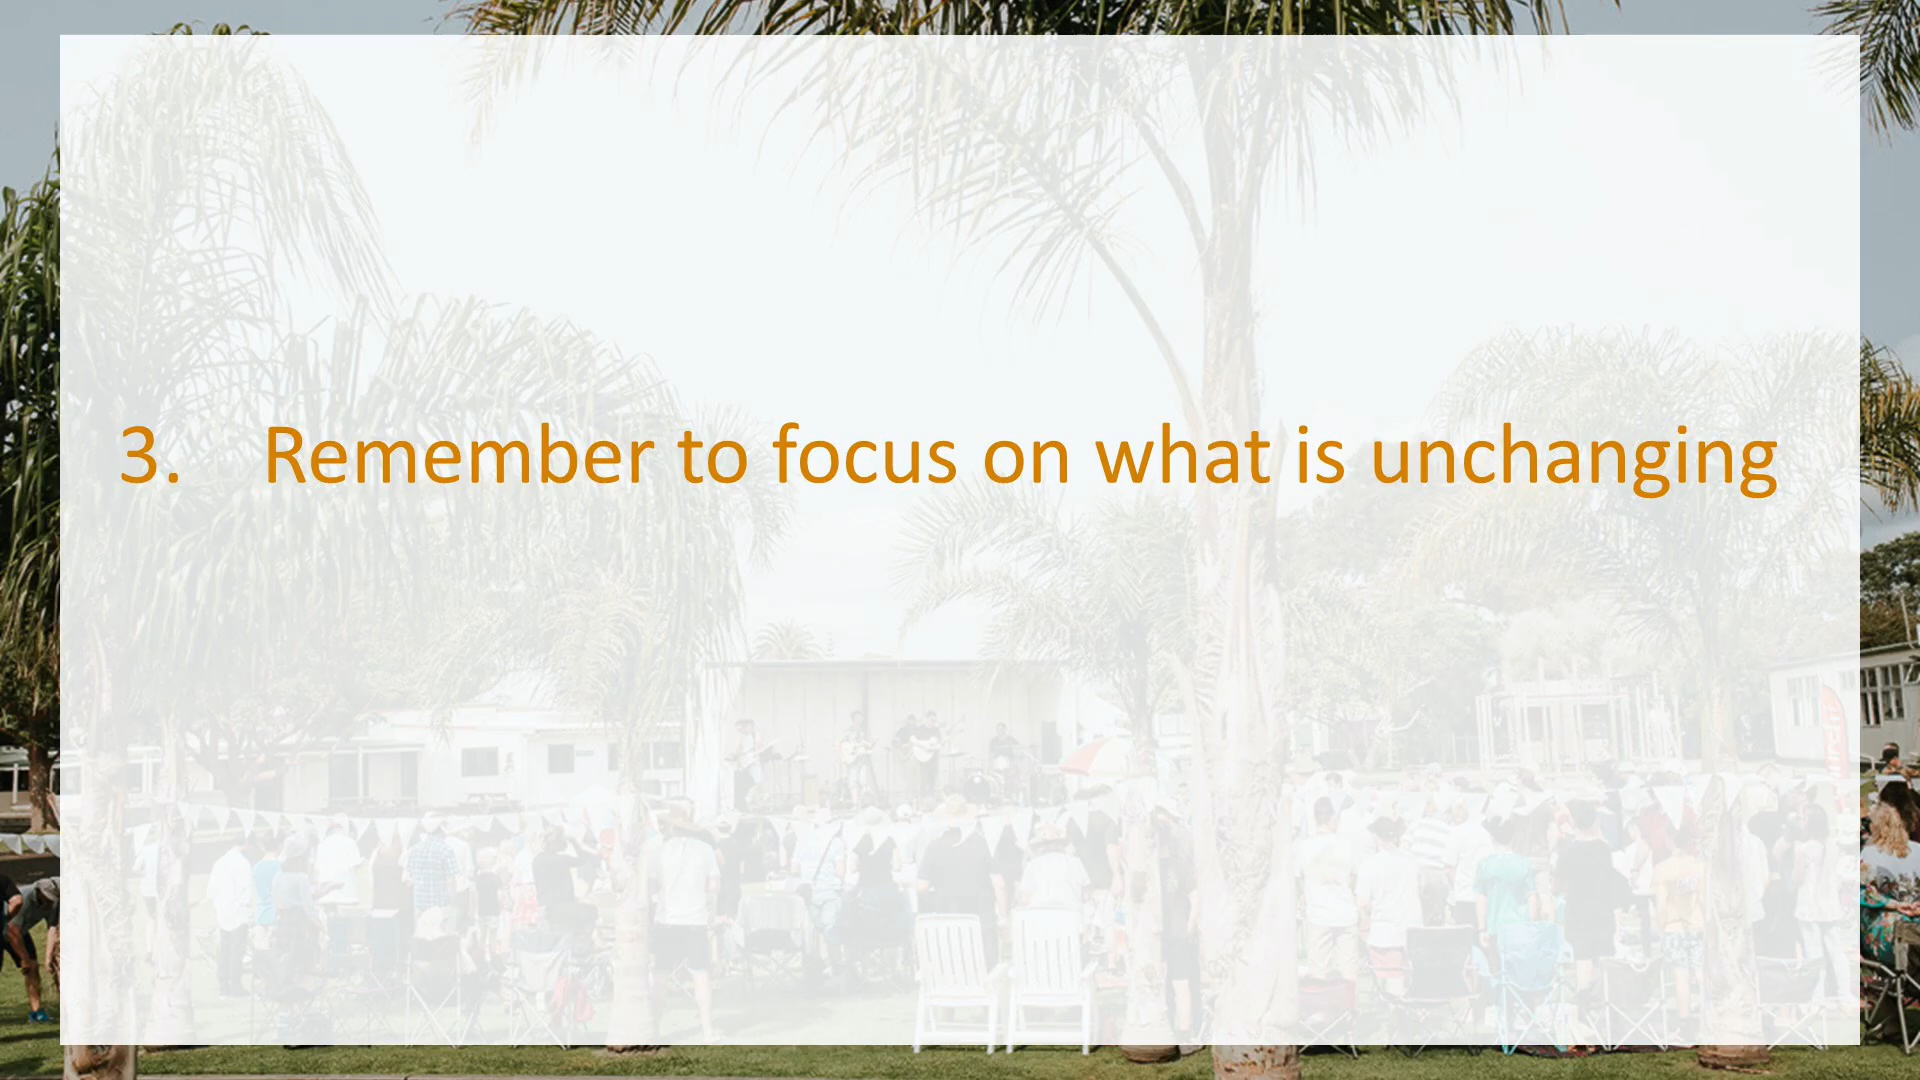 3. Remember to focus on what is unchanging